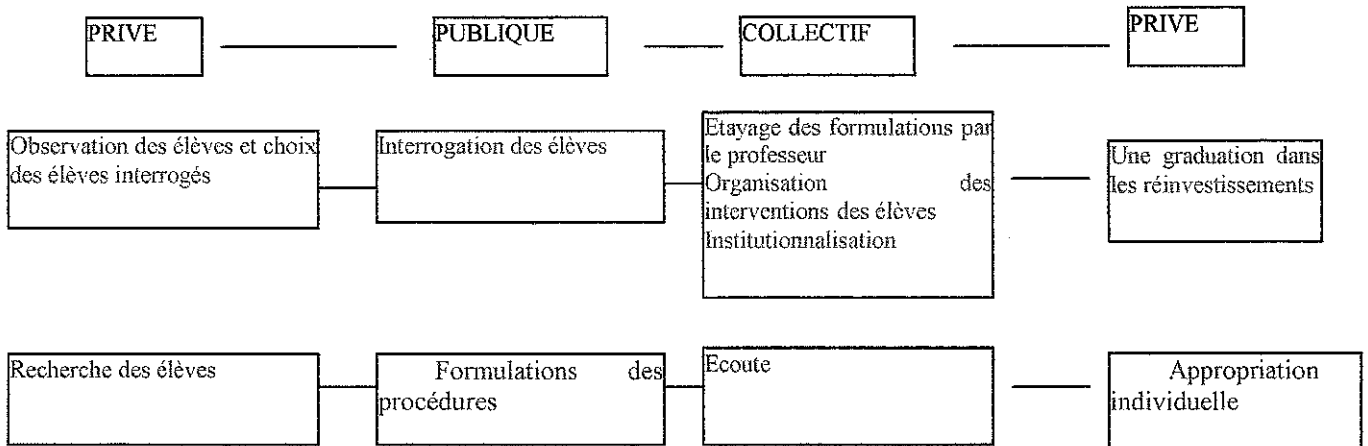 PRIVE
PUBLIQUE
COLLECTIF
PRIVE
Observation des élèves et choix
des élèves interrogés
Interrogation des élèves
Etayage des formulations par
le professeur
Organisation des
interventions des élèves
Institutionnalisation
Une graduation dans
les réinvestissements
Recherche des élèves
Formulations des
procédures
Ecoute
Appropriation
individuelle